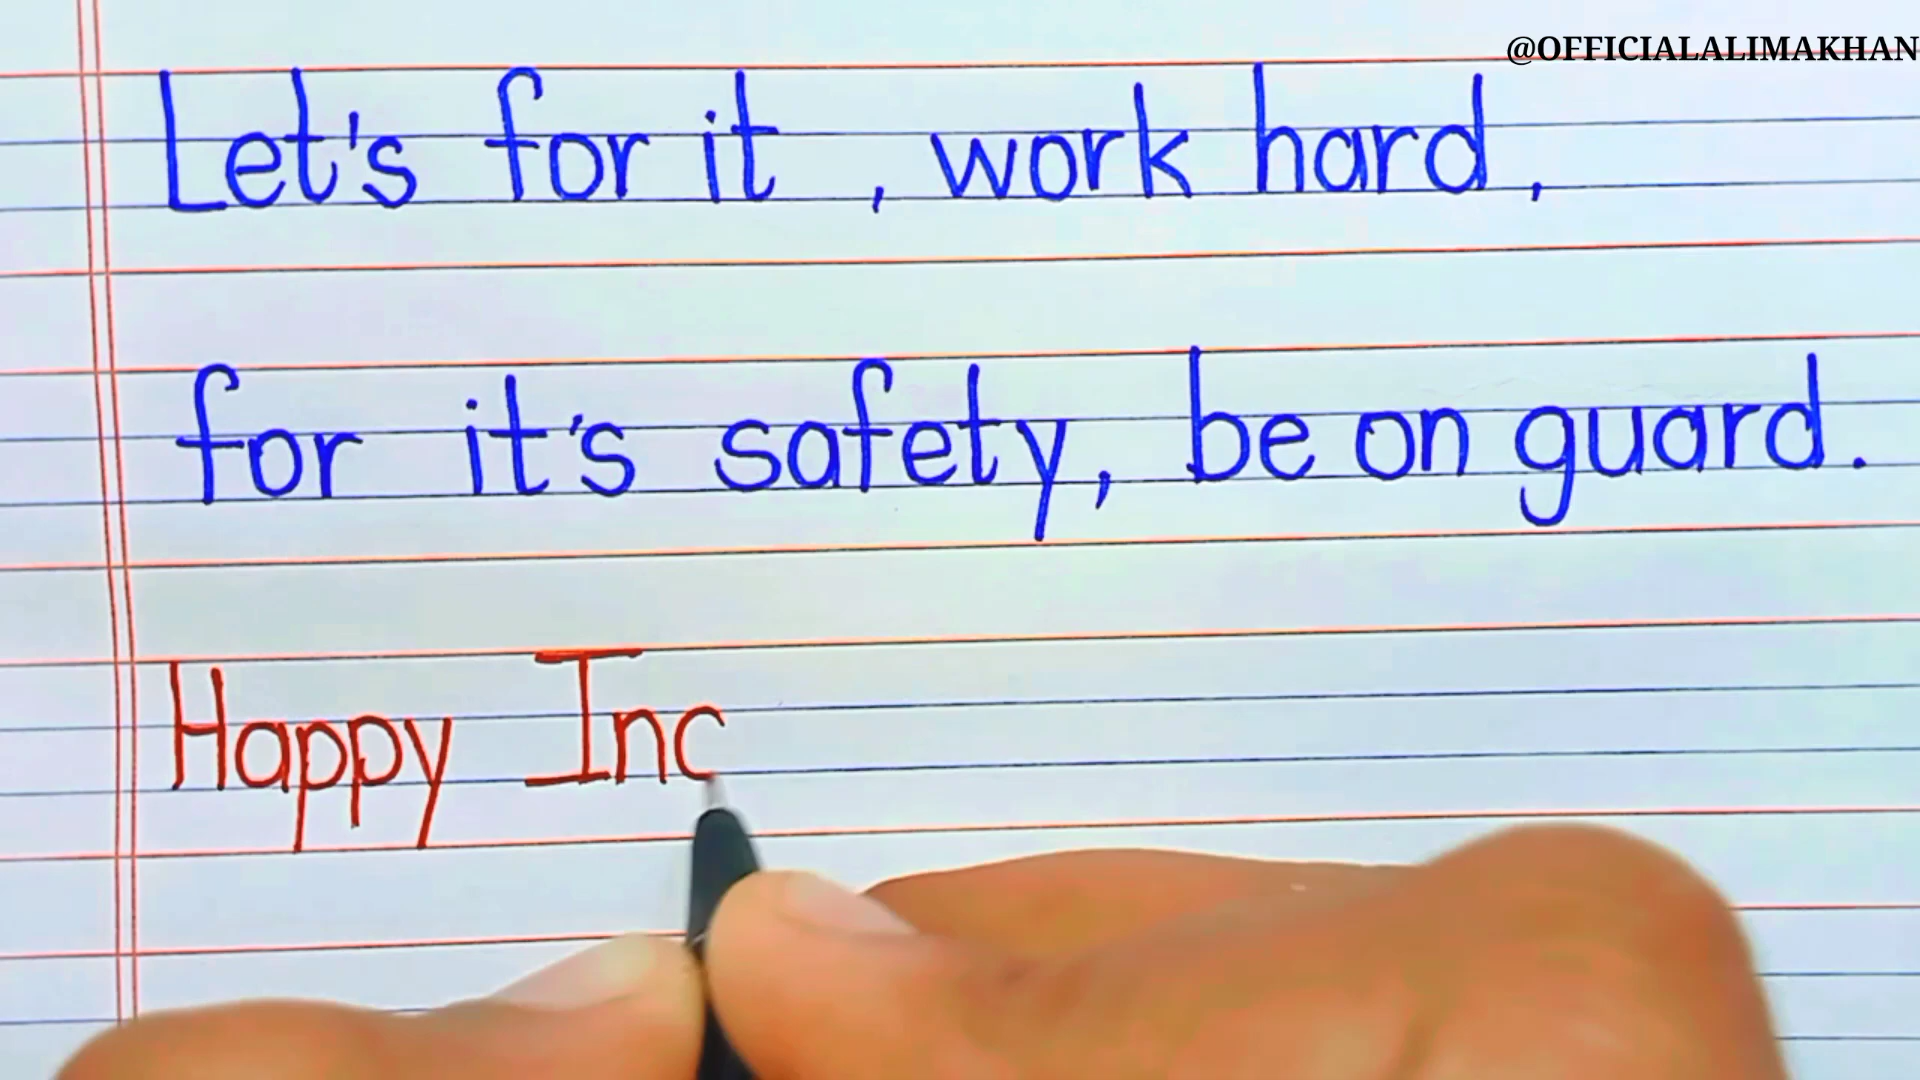 @OFFICIALALIMAKHAN
Let's for it , work hard,
for it's safety, be on guard.
Happy Inc